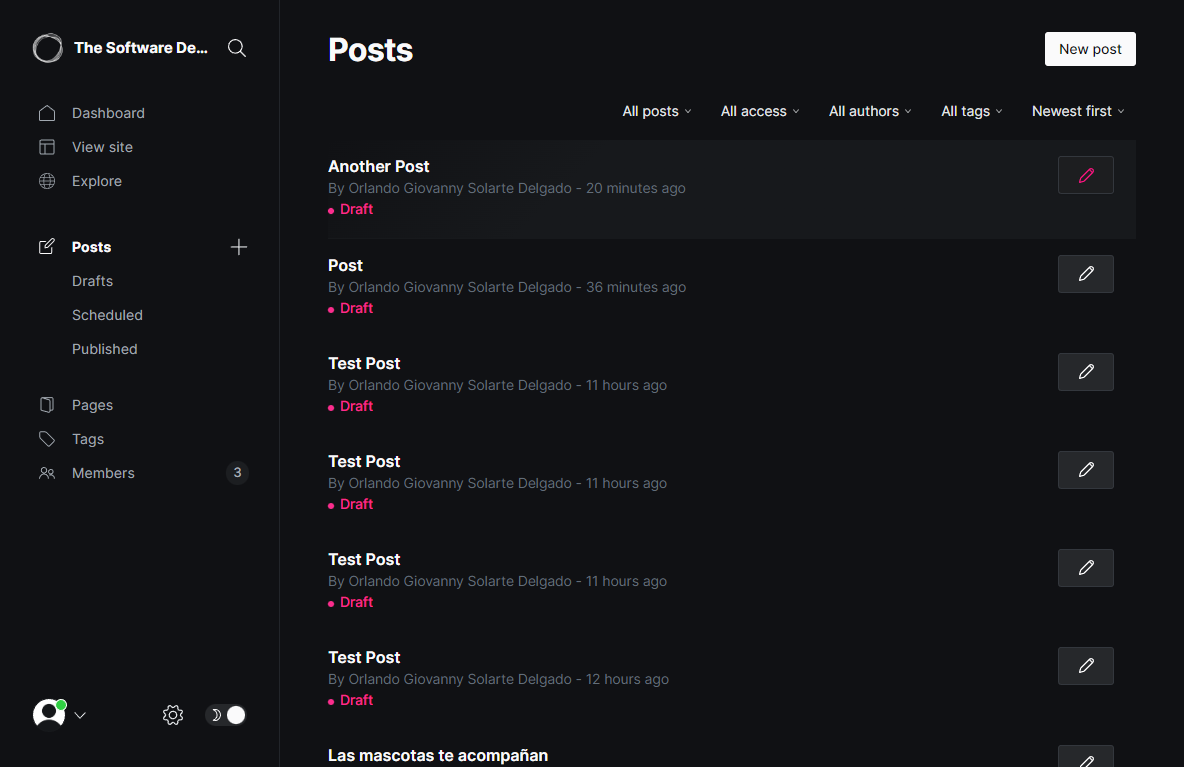 The Software De...
Dashboard
View site
Explore
Posts
Drafts
Scheduled
Published
Pages
Tags
Members 3
Posts
New post
All posts All access All authors All tags Newest first
Another Post
By Orlando Giovanny Solarte Delgado - 20 minutes ago
Draft
Post
By Orlando Giovanny Solarte Delgado - 36 minutes ago
Draft
Test Post
By Orlando Giovanny Solarte Delgado - 11 hours ago
Draft
Test Post
By Orlando Giovanny Solarte Delgado - 11 hours ago
Draft
Test Post
By Orlando Giovanny Solarte Delgado - 11 hours ago
Draft
Test Post
By Orlando Giovanny Solarte Delgado - 12 hours ago
Draft
Las mascotas te acompañan